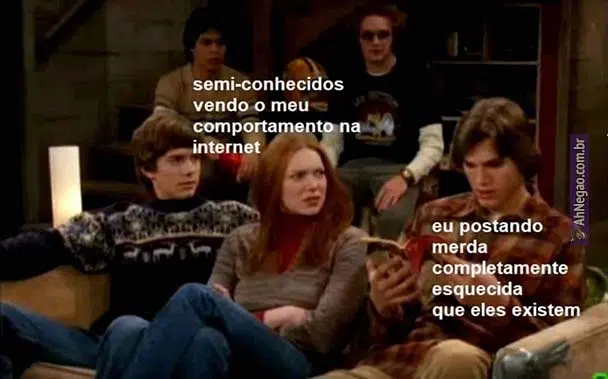 semi-conhecidos
vendo o meu
comportamento na
internet
eu postando
merda
completamente
esquecida
que eles existem
AhNegao.com.br